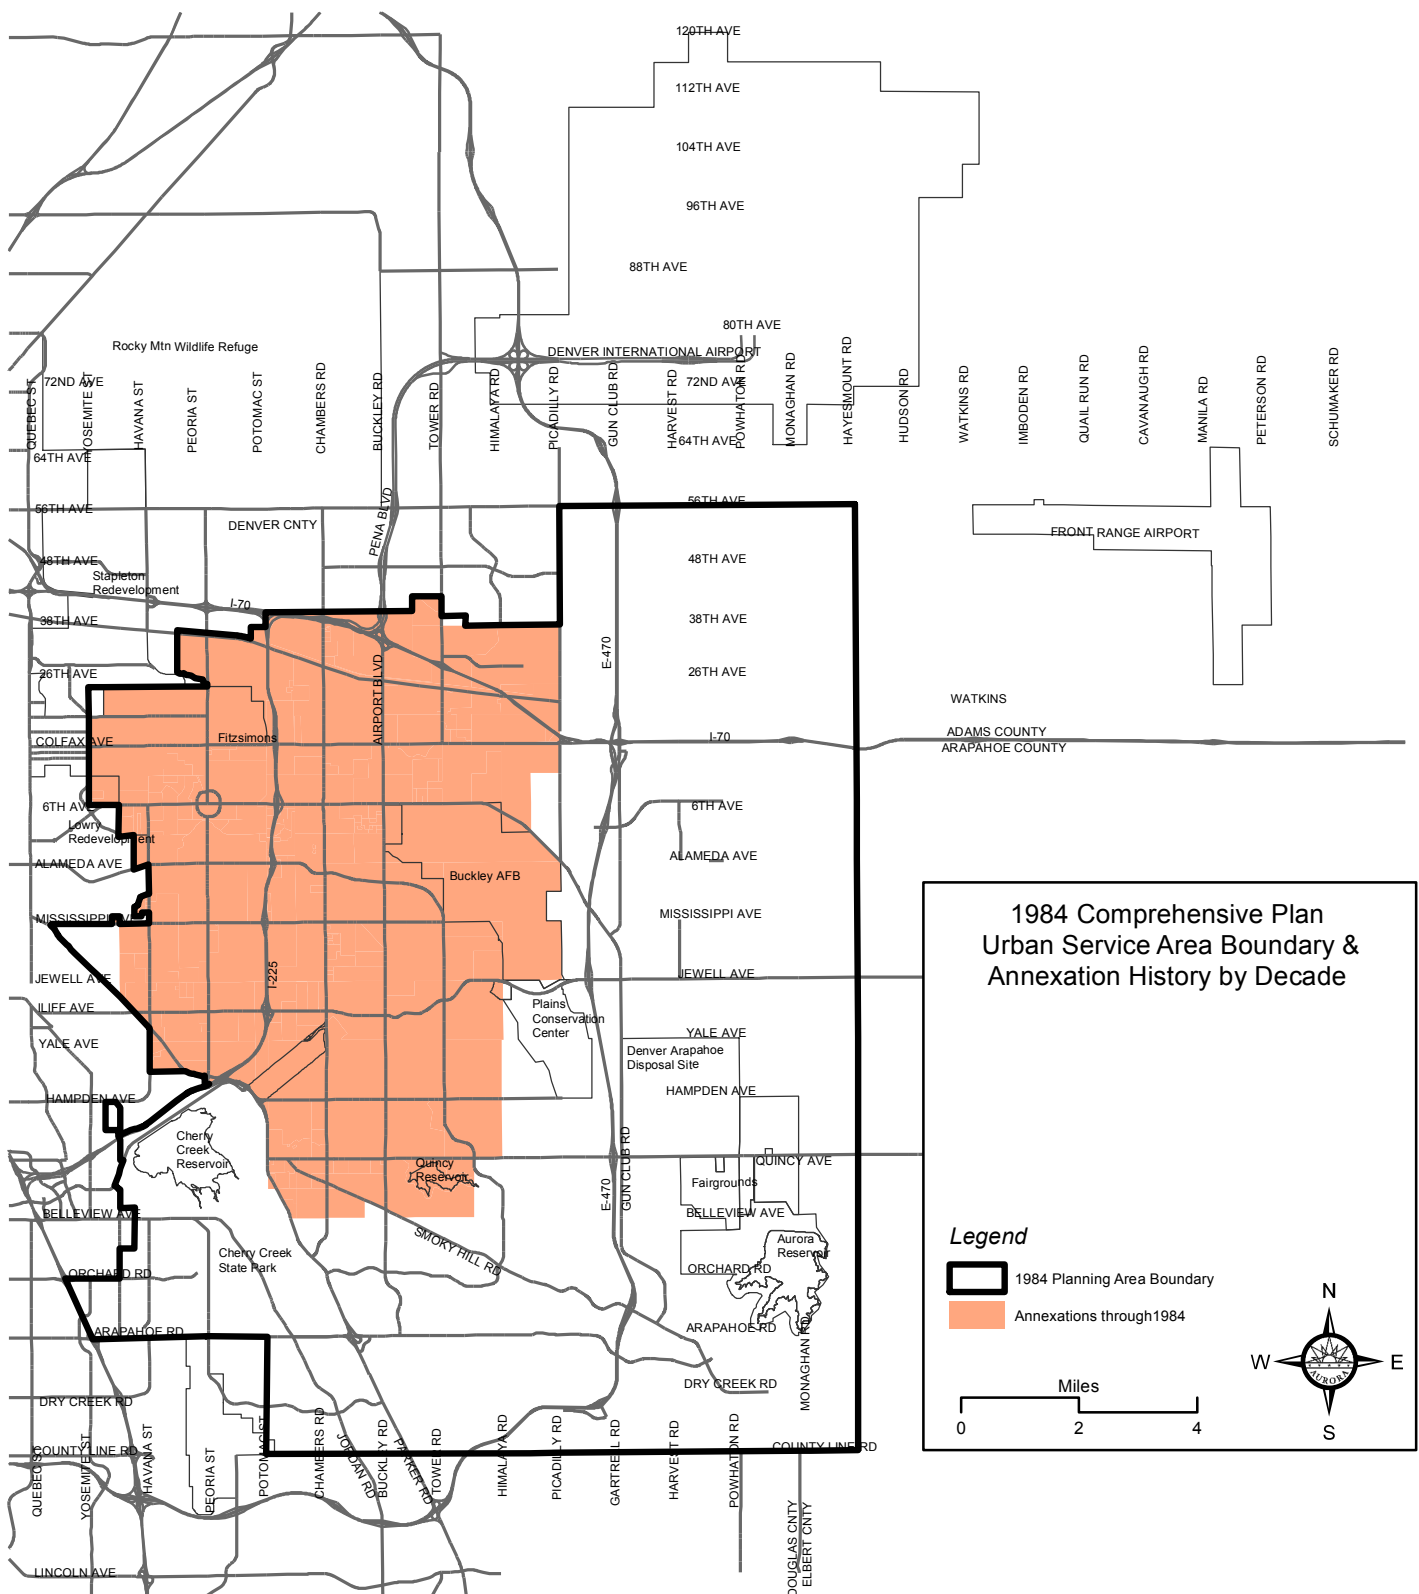 120TH AVE
112TH AVE
104TH AVE
96TH AVE
88TH AVE
80TH AVE
Rocky Mtn Wildlife Refuge
DENVER INTERNATIONAL AIRPORT
72ND AVE
72ND AVE
QUEBEC ST
YOSEMITE ST
HAVANA ST
PEORIA ST
POTOMAC ST
CHAMBERS RD
BUCKLEY RD
TOWER RD
HIMALAYA RD
PICADILLY RD
GUN CLUB RD
HARVEST RD
POWHATON RD
MONAGHAN RD
HAYESMOUNT RD
HUDSON RD
WATKINS RD
IMBODEN RD
QUAIL RUN RD
CAVANAUGH RD
MANILA RD
PETERSON RD
SCHUMAKER RD
64TH AVE
64TH AVE
56TH AVE
56TH AVE
DENVER CNTY
PENA BLVD
FRONT RANGE AIRPORT
48TH AVE
48TH AVE
Stapleton
Redevelopment
I-70
38TH AVE
38TH AVE
E-470
26TH AVE
26TH AVE
AIRPORT BLVD
WATKINS
Fitzsimons
COLFAX AVE
I-70
ADAMS COUNTY
ARAPAHOE COUNTY
6TH AVE
6TH AVE
Lowry
Redevelopment
ALAMEDA AVE
ALAMEDA AVE
Buckley AFB
MISSISSIPPI AVE
MISSISSIPPI AVE
I-225
JEWELL AVE
JEWELL AVE
ILIFF AVE
Plains
Conservation
Center
YALE AVE
YALE AVE
Denver Arapahoe
Disposal Site
HAMPDEN AVE
HAMPDEN AVE
Cherry
Creek
Reservoir
Quincy
Reservoir
GUN CLUB RD
E-470
QUINCY AVE
Fairgrounds
BELLEVIEW AVE
BELLEVIEW AVE
SMOKY HILL RD
Cherry Creek
State Park
Aurora
Reservoir
ORCHARD RD
ORCHARD RD
ARAPAHOE RD
ARAPAHOE RD
MONAGHAN RD
DRY CREEK RD
DRY CREEK RD
COUNTY LINE RD
COUNTY LINE RD
QUEBEC ST
YOSEMITE ST
HAVANA ST
PEORIA ST
POTOMAC ST
CHAMBERS RD
JORDAN RD
BUCKLEY RD
PARKER RD
TOWER RD
HIMALAYA RD
PICADILLY RD
GARTRELL RD
HARVEST RD
POWHATON RD
DOUGLAS CNTY
ELBERT CNTY
LINCOLN AVE
1984 Comprehensive Plan
Urban Service Area Boundary &
Annexation History by Decade
Legend
1984 Planning Area Boundary
Annexations through1984
Miles
0 2 4
N
W E
S
AURORA